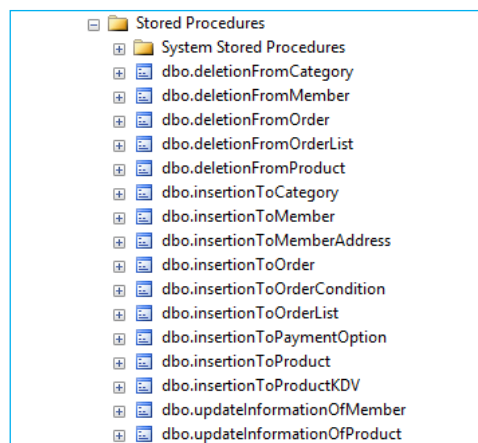 Stored Procedures
System Stored Procedures
dbo.deletionFromCategory
dbo.deletionFromMember
dbo.deletionFromOrder
dbo.deletionFromOrderList
dbo.deletionFromProduct
dbo.insertionToCategory
dbo.insertionToMember
dbo.insertionToMemberAddress
dbo.insertionToOrder
dbo.insertionToOrderCondition
dbo.insertionToOrderList
dbo.insertionToPaymentOption
dbo.insertionToProduct
dbo.insertionToProductKDV
dbo.updateInformationOfMember
dbo.updateInformationOfProduct